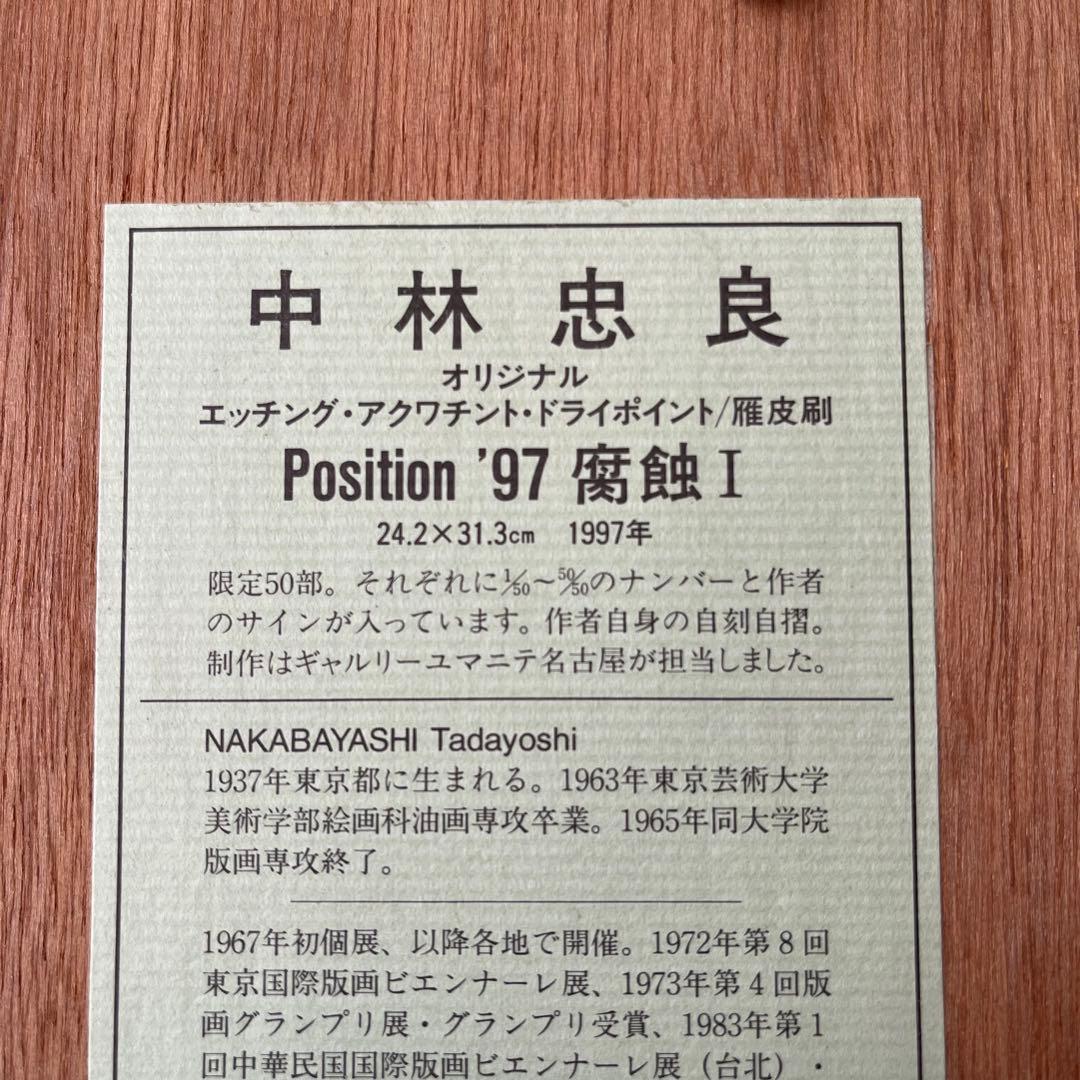 中林忠良
オリジナル
エッチング・アクワチント・ドライポイント/雁皮刷
Position '97 腐蝕I
24.2×31.3cm 1997年
限定50部。それぞれに1/50〜50/50のナンバーと作者
のサインが入っています。作者自身の自刻自摺。
制作はギャルリーユマニテ名古屋が担当しました。
NAKABAYASHI Tadayoshi
1937年東京都に生まれる。1963年東京芸術大学
美術学部絵画科油画専攻卒業。1965年同大学院
版画専攻終了。
1967年初個展、以降各地で開催。1972年第8回
東京国際版画ビエンナーレ展、1973年第4回版
画グランプリ展・グランプリ受賞、1983年第1
回中華民国国際版画ビエンナーレ展（台北）・